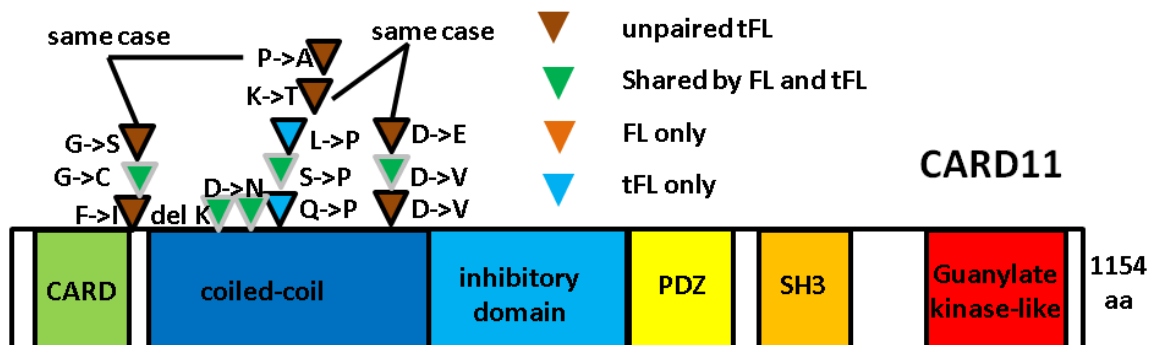 same case
same case
P->A
K->T
G->S
G->C
F->I
del K
D->N
L->P
S->P
Q->P
D->E
D->V
D->V
unpaired tFL
Shared by FL and tFL
FL only
tFL only
CARD11
CARD
coiled-coil
inhibitory
domain
PDZ
SH3
Guanylate
kinase-like
1154
aa